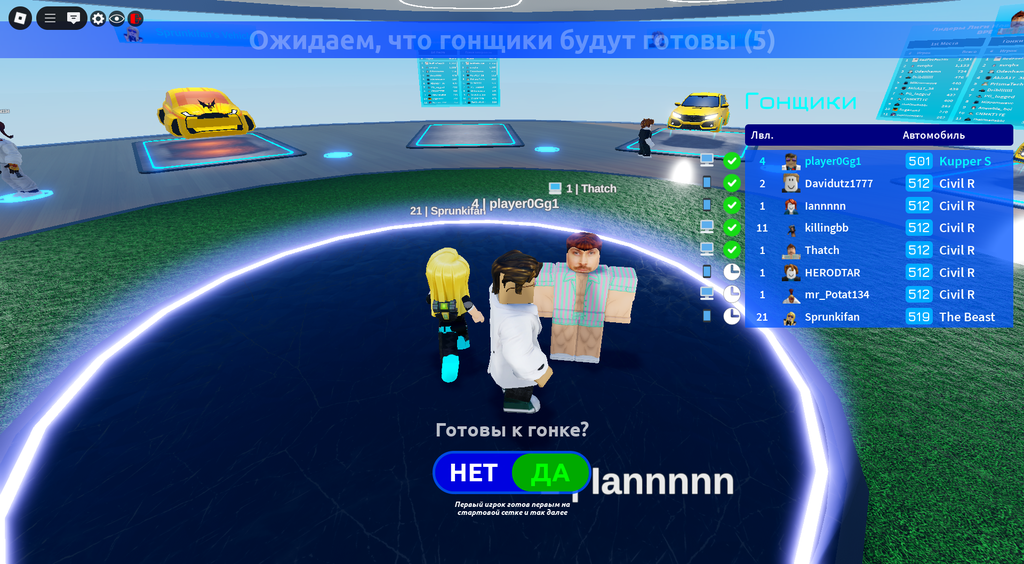 Ожидаем, что гонщики будут готовы (5)
Гонщики
Лвл. Автомобиль
4 player0Gg1 501 Kupper S
2 Davidutz1777 512 Civil R
1 Iannnnn 512 Civil R
11 killingbb 512 Civil R
1 Thatch 512 Civil R
1 HERODTAR 512 Civil R
1 mr_Potat134 512 Civil R
21 Sprunkifan 519 The Beast
1 | Thatch
4 | player0Gg1
21 | Sprunkifan
Готовы к гонке?
НЕТ ДА
Iannnnn
Первый игрок готов первым на
стартовой сетке и так далее